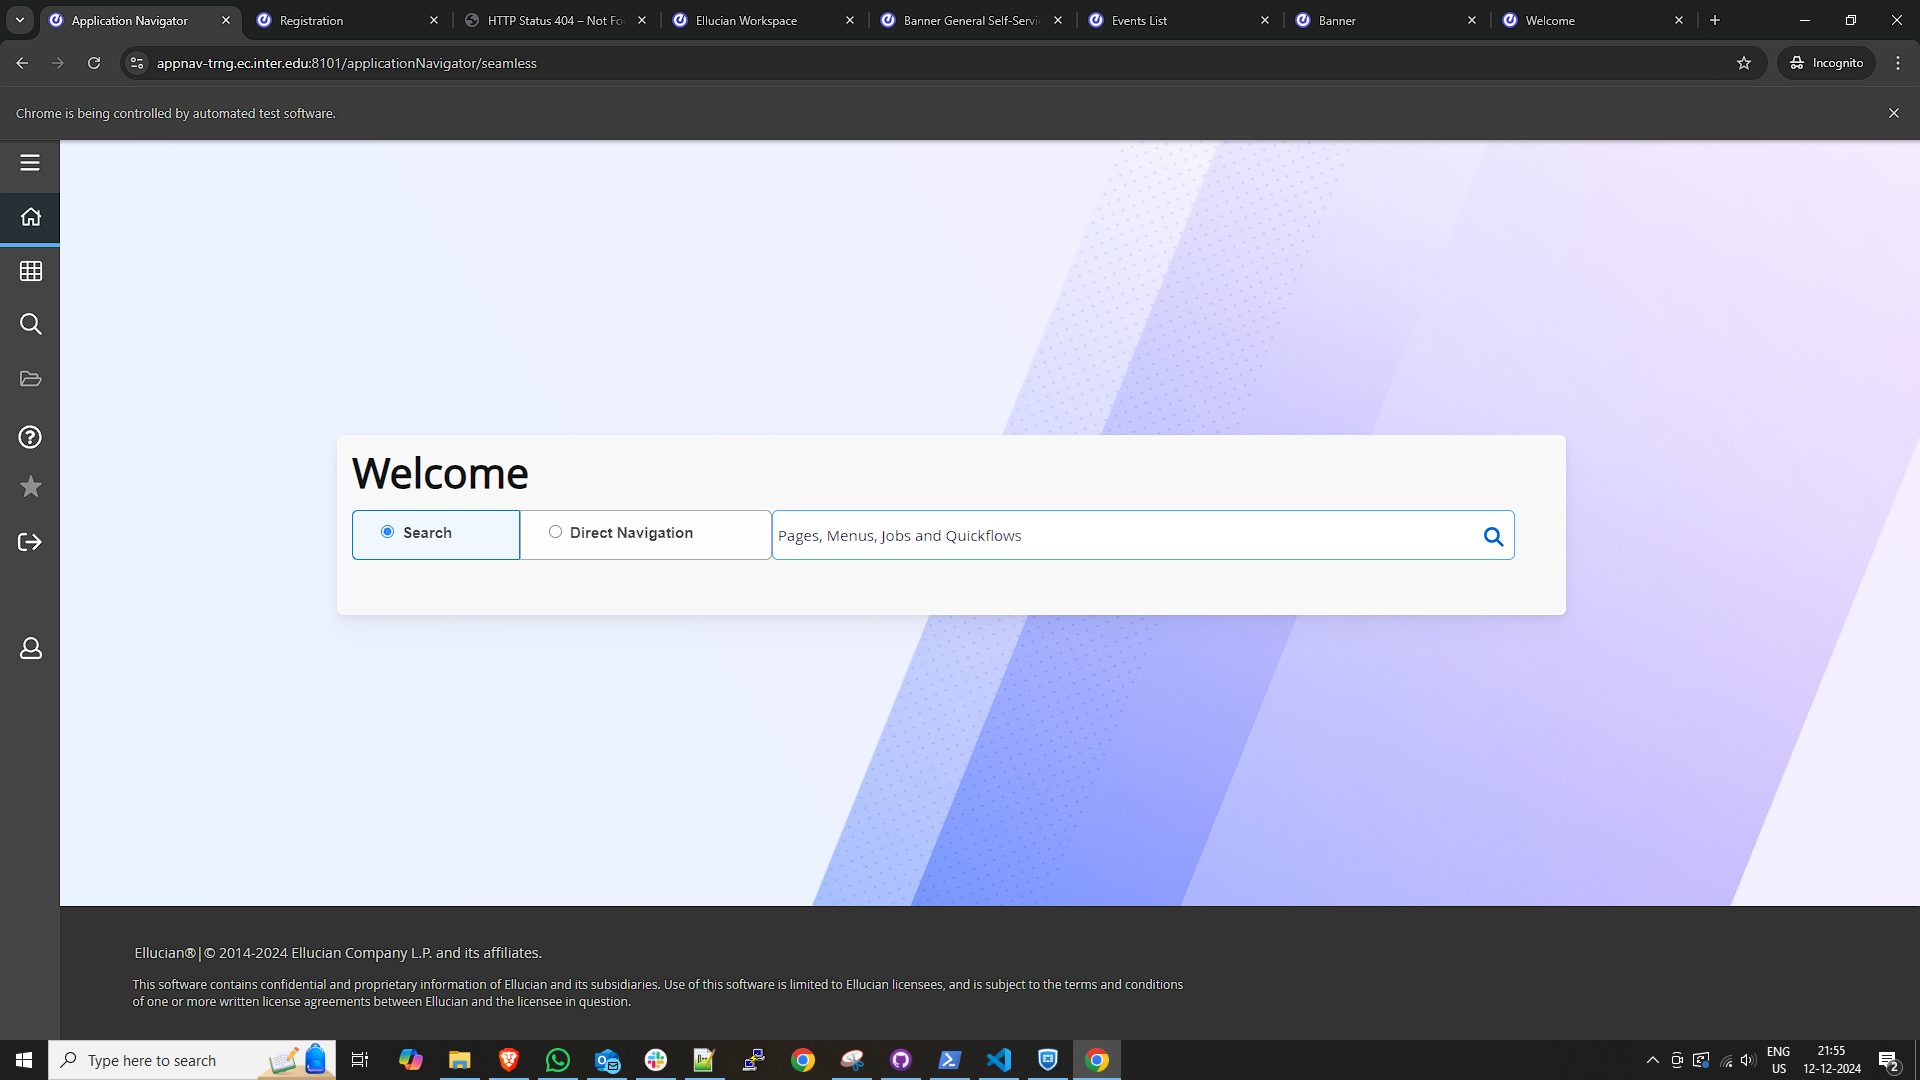 Application Navigator
Registration
HTTP Status 404 – Not Fo
Ellucian Workspace
Banner General Self-Servic
Events List
Banner
Welcome
appnav-trng.ec.inter.edu:8101/applicationNavigator/seamless
Incognito
Chrome is being controlled by automated test software.
Welcome
Search
Direct Navigation
Pages, Menus, Jobs and Quickflows
Ellucian®|© 2014-2024 Ellucian Company L.P. and its affiliates.
This software contains confidential and proprietary information of Ellucian and its subsidiaries. Use of this software is limited to Ellucian licensees, and is subject to the terms and conditions
of one or more written license agreements between Ellucian and the licensee in question.
Type here to search
ENG
US
21:55
12-12-2024
2